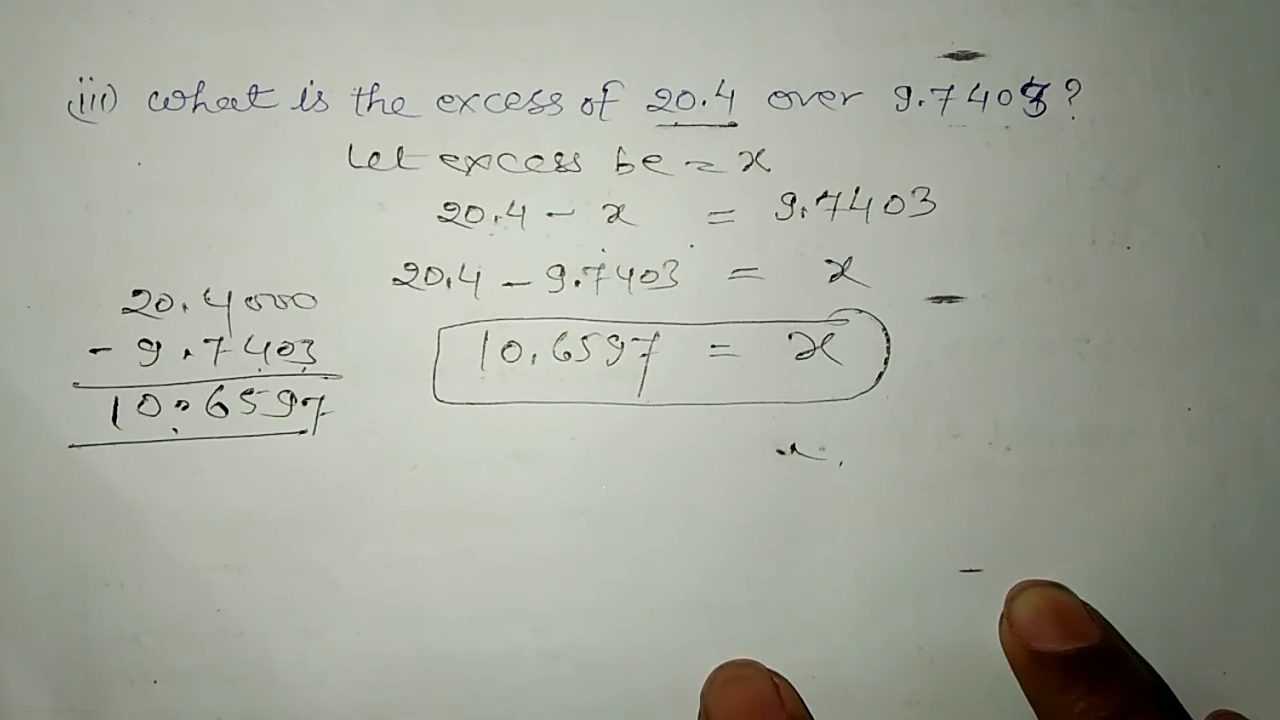 (iii) What is the excess of 20.4 over 9.7403?
Let excess be = x
20.4 - x = 9.7403
20.4 - 9.7403 = x
20.4000
- 9.7403
10.6597
10.6597 = x